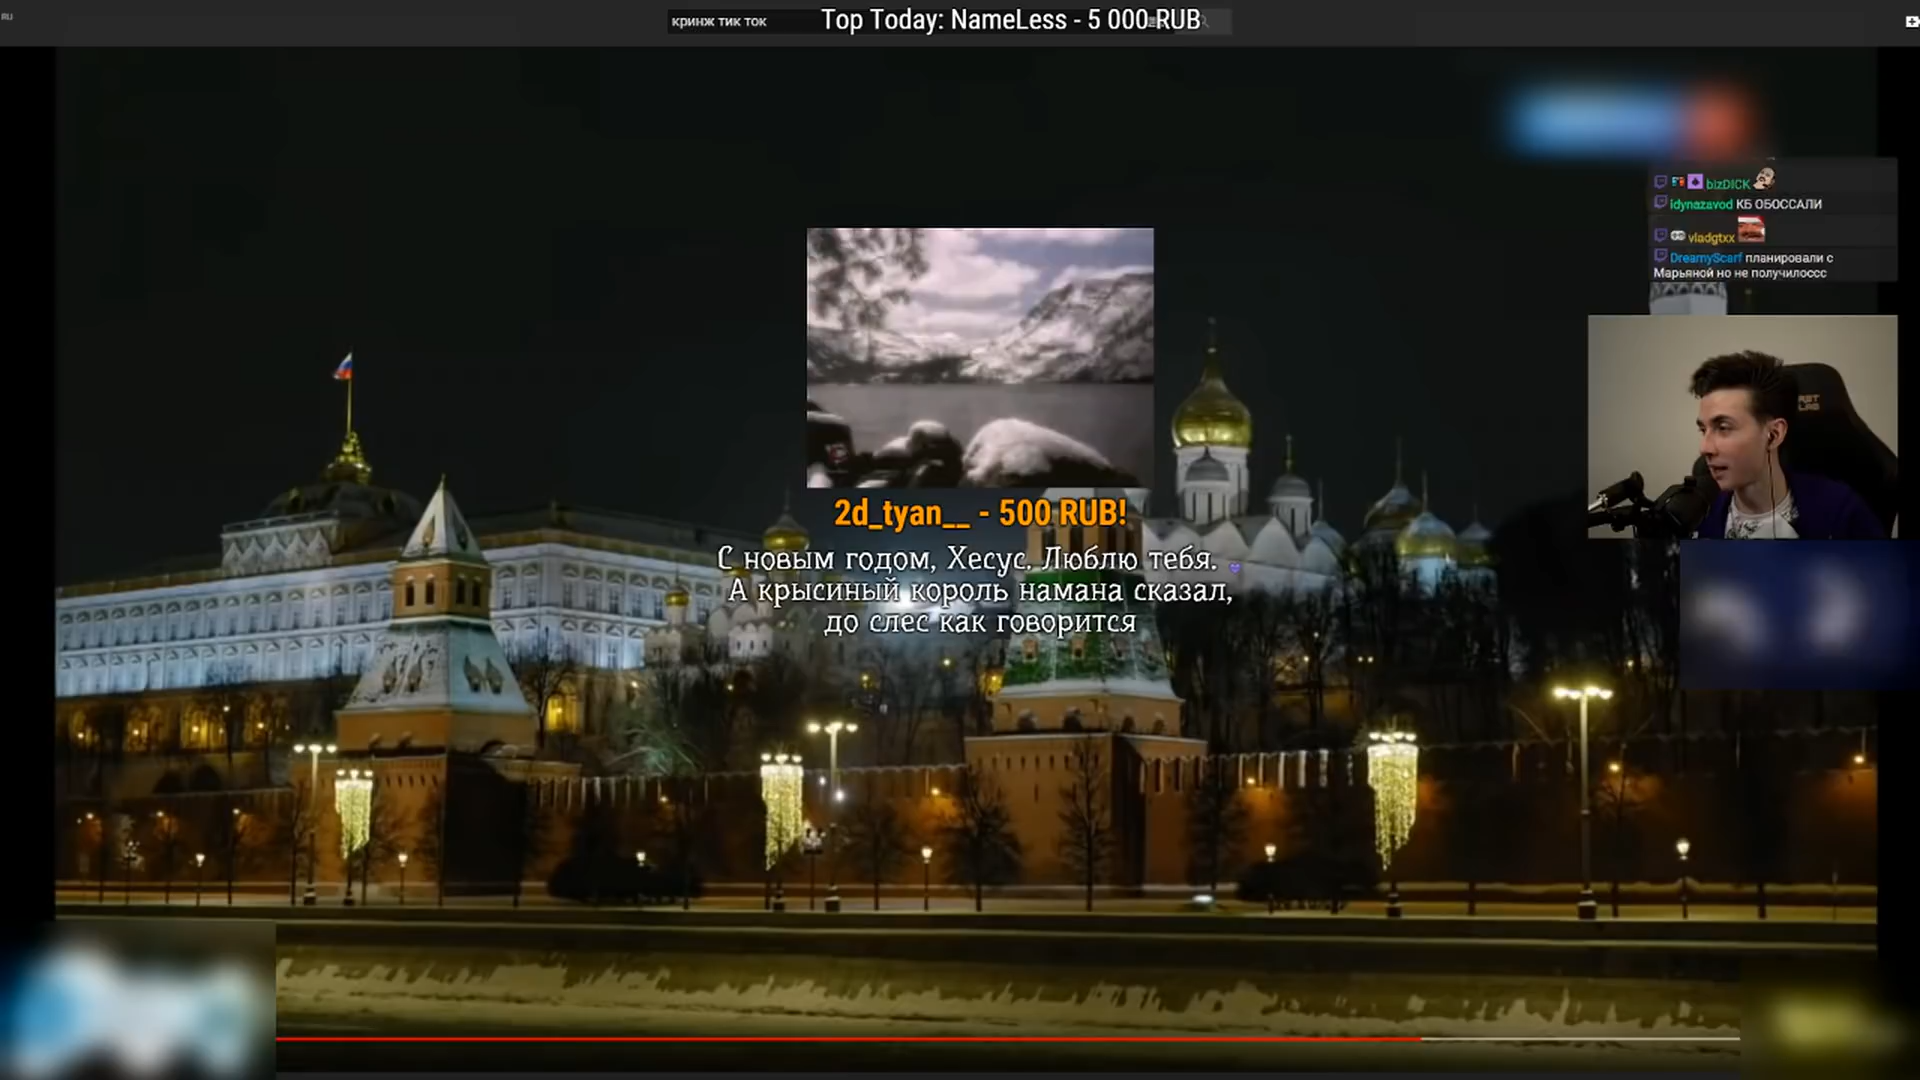 RU
кринж тик ток
Top Today: NameLess - 5 000 RUB
bizDICK
idynazavod КБ ОБОССАЛИ
vladgtxx
DreamyScarf планировали с
Марьяной но не получилоссс
2d_tyan__ - 500 RUB!
С новым годом, Хесус. Люблю тебя.
А крысиный король намана сказал,
до слес как говорится